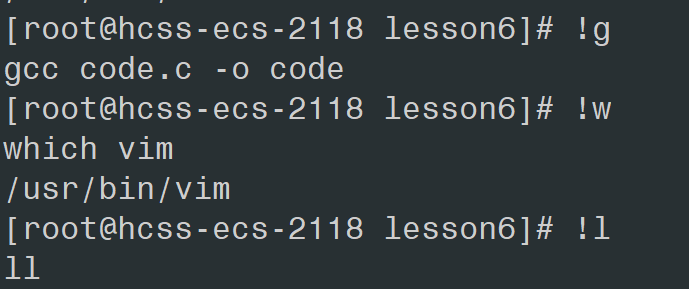 [root@hcss-ecs-2118 lesson6]# !g
gcc code.c -o code
[root@hcss-ecs-2118 lesson6]# !w
which vim
/usr/bin/vim
[root@hcss-ecs-2118 lesson6]# !l
ll